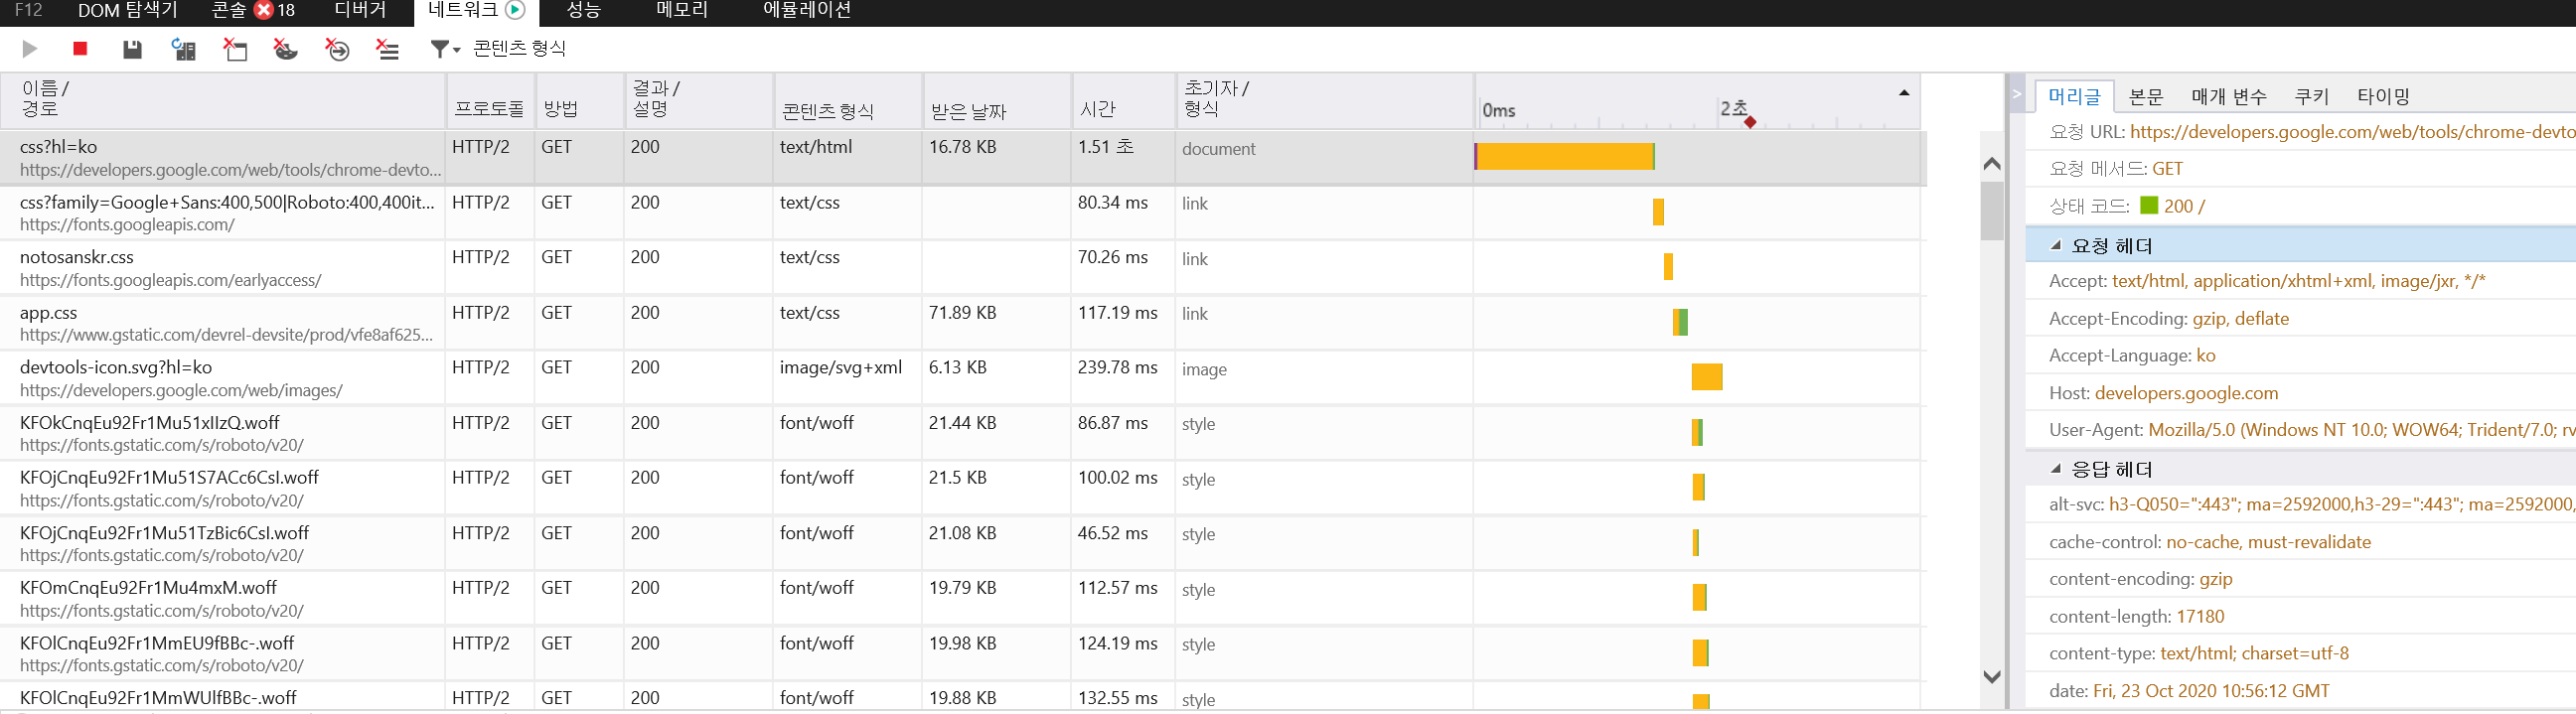 F12 DOM 탐색기 콘솔 18 디버거 네트워크 성능 메모리 에뮬레이션
콘텐츠 형식
이름 / 경로 프로토콜 방법 결과 / 설명 콘텐츠 형식 받은 날짜 시간 초기자 / 형식 0ms 2초
css?hl=ko HTTP/2 GET 200 text/html 16.78 KB 1.51 초 document
https://developers.google.com/web/tools/chrome-devto...
css?family=Google+Sans:400,500|Roboto:400,400it... HTTP/2 GET 200 text/css 80.34 ms link
https://fonts.googleapis.com/
notosanskr.css HTTP/2 GET 200 text/css 70.26 ms link
https://fonts.googleapis.com/earlyaccess/
app.css HTTP/2 GET 200 text/css 71.89 KB 117.19 ms link
https://www.gstatic.com/devrel-devsite/prod/vfe8af625...
devtools-icon.svg?hl=ko HTTP/2 GET 200 image/svg+xml 6.13 KB 239.78 ms image
https://developers.google.com/web/images/
KFOkCnqEu92Fr1Mu51xIIzQ.woff HTTP/2 GET 200 font/woff 21.44 KB 86.87 ms style
https://fonts.gstatic.com/s/roboto/v20/
KFOjCnqEu92Fr1Mu51S7ACc6CsI.woff HTTP/2 GET 200 font/woff 21.5 KB 100.02 ms style
https://fonts.gstatic.com/s/roboto/v20/
KFOjCnqEu92Fr1Mu51TzBic6CsI.woff HTTP/2 GET 200 font/woff 21.08 KB 46.52 ms style
https://fonts.gstatic.com/s/roboto/v20/
KFOmCnqEu92Fr1Mu4mxM.woff HTTP/2 GET 200 font/woff 19.79 KB 112.57 ms style
https://fonts.gstatic.com/s/roboto/v20/
KFOlCnqEu92Fr1MmEU9fBBc-.woff HTTP/2 GET 200 font/woff 19.98 KB 124.19 ms style
https://fonts.gstatic.com/s/roboto/v20/
KFOlCnqEu92Fr1MmWUlfBBc-.woff HTTP/2 GET 200 font/woff 19.88 KB 132.55 ms style
머리글 본문 매개 변수 쿠키 타이밍
요청 URL: https://developers.google.com/web/tools/chrome-devto
요청 메서드: GET
상태 코드: 200 /
요청 헤더
Accept: text/html, application/xhtml+xml, image/jxr, */*
Accept-Encoding: gzip, deflate
Accept-Language: ko
Host: developers.google.com
User-Agent: Mozilla/5.0 (Windows NT 10.0; WOW64; Trident/7.0; rv
응답 헤더
alt-svc: h3-Q050=":443"; ma=2592000,h3-29=":443"; ma=2592000,
cache-control: no-cache, must-revalidate
content-encoding: gzip
content-length: 17180
content-type: text/html; charset=utf-8
date: Fri, 23 Oct 2020 10:56:12 GMT